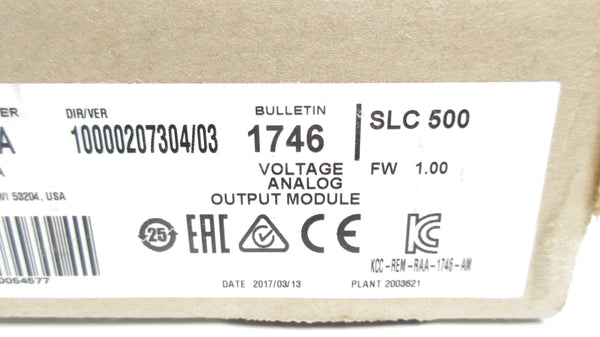 DIR/VER
10000207304/03
BULLETIN
1746
SLC 500
VOLTAGE
ANALOG
OUTPUT MODULE
FW 1.00
A
WI 53204, USA
25
EAC
CE
KCC-REM-RAA-1746-AM
DATE 2017/03/13
PLANT 2003621